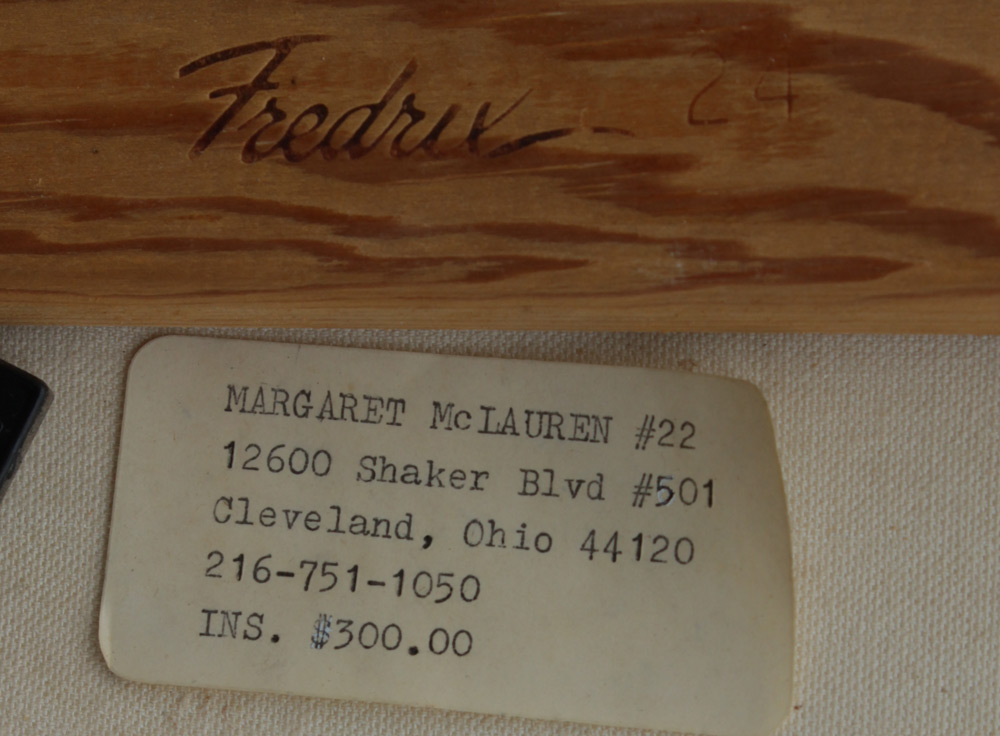 Fredrix 24
MARGARET McLAUREN #22
12600 Shaker Blvd #501
Cleveland, Ohio 44120
216-751-1050
INS. $300.00